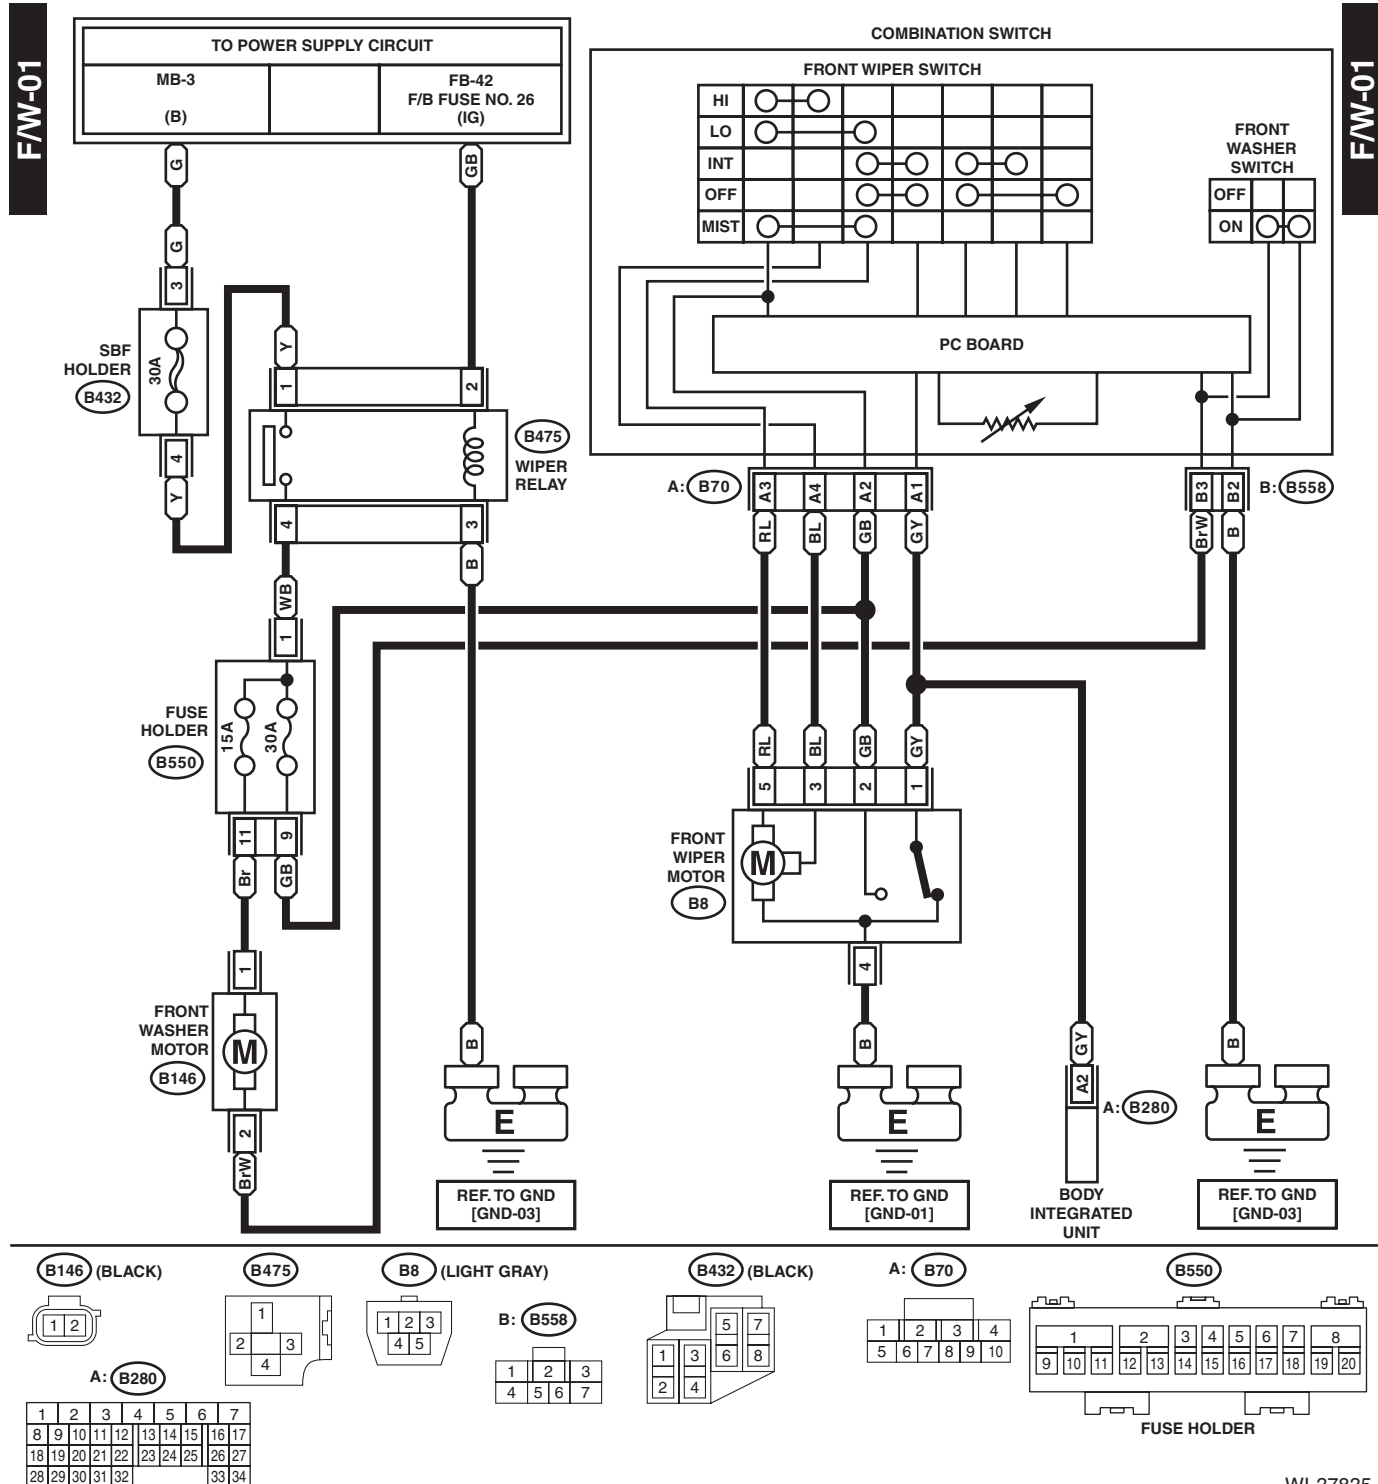 F/W-01
F/W-01
TO POWER SUPPLY CIRCUIT
MB-3
(B)
FB-42
F/B FUSE NO. 26
(IG)
COMBINATION SWITCH
FRONT WIPER SWITCH
HI
LO
INT
OFF
MIST
FRONT
WASHER
SWITCH
OFF
ON
PC BOARD
G
GB
G
3
SBF
HOLDER
B432
30A
4
Y
Y
1
2
B475
WIPER
RELAY
4
3
WB
B
1
A: B70
A3
A4
A2
A1
RL
BL
GB
GY
B3
B2
B: B558
BrW
B
FUSE
HOLDER
B550
15A
30A
11
9
Br
GB
RL
BL
GB
GY
5
3
2
1
FRONT
WIPER
MOTOR
B8
M
4
B
1
FRONT
WASHER
MOTOR
B146
M
2
BrW
B
E
REF. TO GND
[GND-03]
E
REF. TO GND
[GND-01]
GY
A2
A: B280
BODY
INTEGRATED
UNIT
B
E
REF. TO GND
[GND-03]
B146 (BLACK)
1 2
B475
1
2 3
4
B8 (LIGHT GRAY)
1 2 3
4 5
B: B558
1 2 3
4 5 6 7
B432 (BLACK)
5 7
1 3 6 8
2 4
A: B70
1 2 3 4
5 6 7 8 9 10
B550
1 2 3 4 5 6 7 8
9 10 11 12 13 14 15 16 17 18 19 20
FUSE HOLDER
A: B280
1 2 3 4 5 6 7
8 9 10 11 12 13 14 15 16 17
18 19 20 21 22 23 24 25 26 27
28 29 30 31 32 33 34